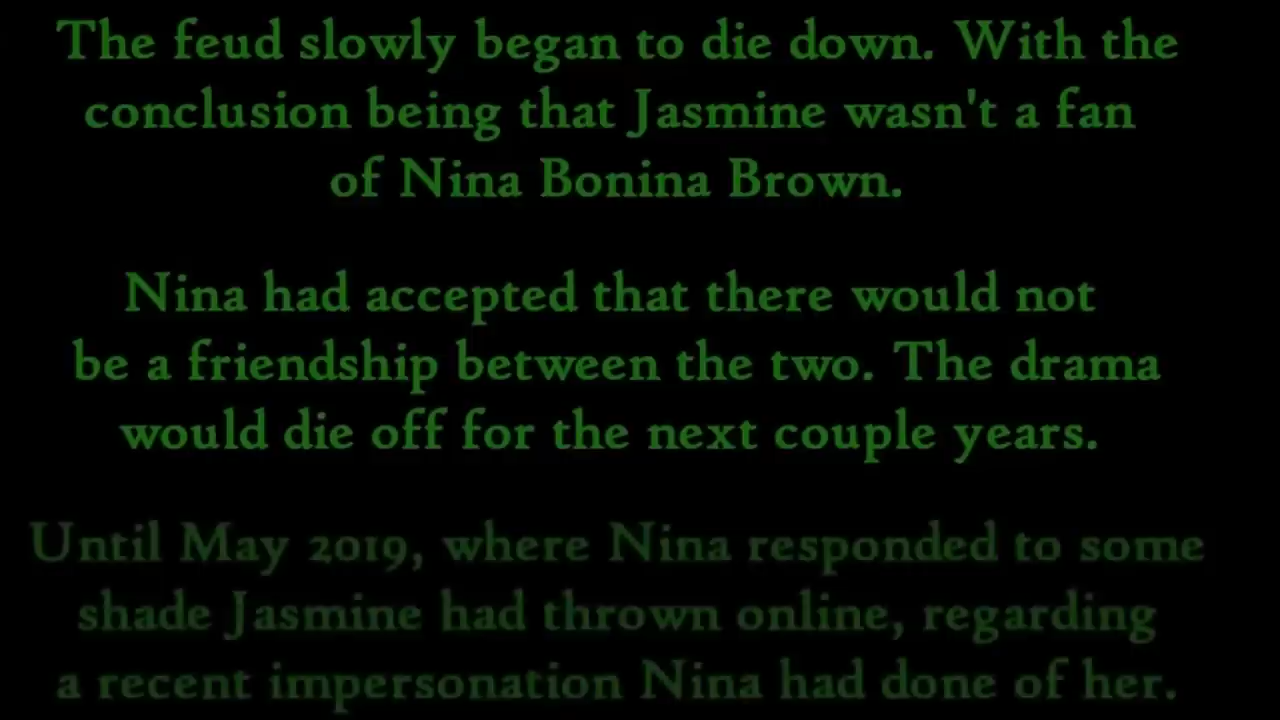 The feud slowly began to die down. With the
conclusion being that Jasmine wasn't a fan
of Nina Bonina Brown.
Nina had accepted that there would not
be a friendship between the two. The drama
would die off for the next couple years.
Until May 2019, where Nina responded to some
shade Jasmine had thrown online, regarding
a recent impersonation Nina had done of her.